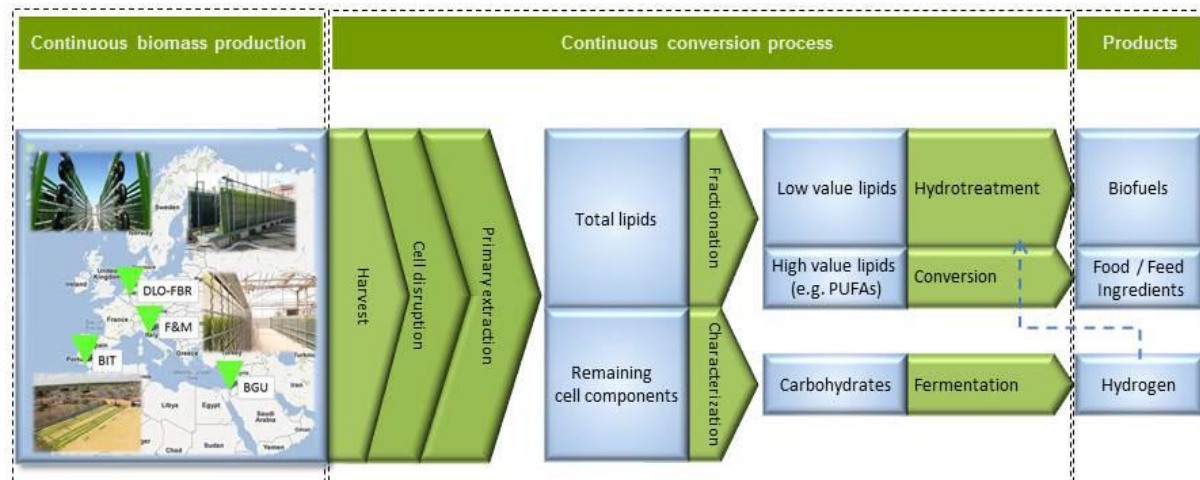 Continuous biomass production
Continuous conversion process
Products
Sweden
Norway
United
Kingdom
Ireland
DLO-FBR
France
F&M
Italy
Spain
BIT
Greece
Turkey
BGU
Iran
Libya
Egypt
Saudi
Arabia
Chad
Sudan
Yemen
Harvest
Cell disruption
Primary extraction
Total lipids
Remaining
cell components
Fractionation
Characterization
Low value lipids
Hydrotreatment
Biofuels
High value lipids
(e.g. PUFAs)
Conversion
Food / Feed
Ingredients
Carbohydrates
Fermentation
Hydrogen